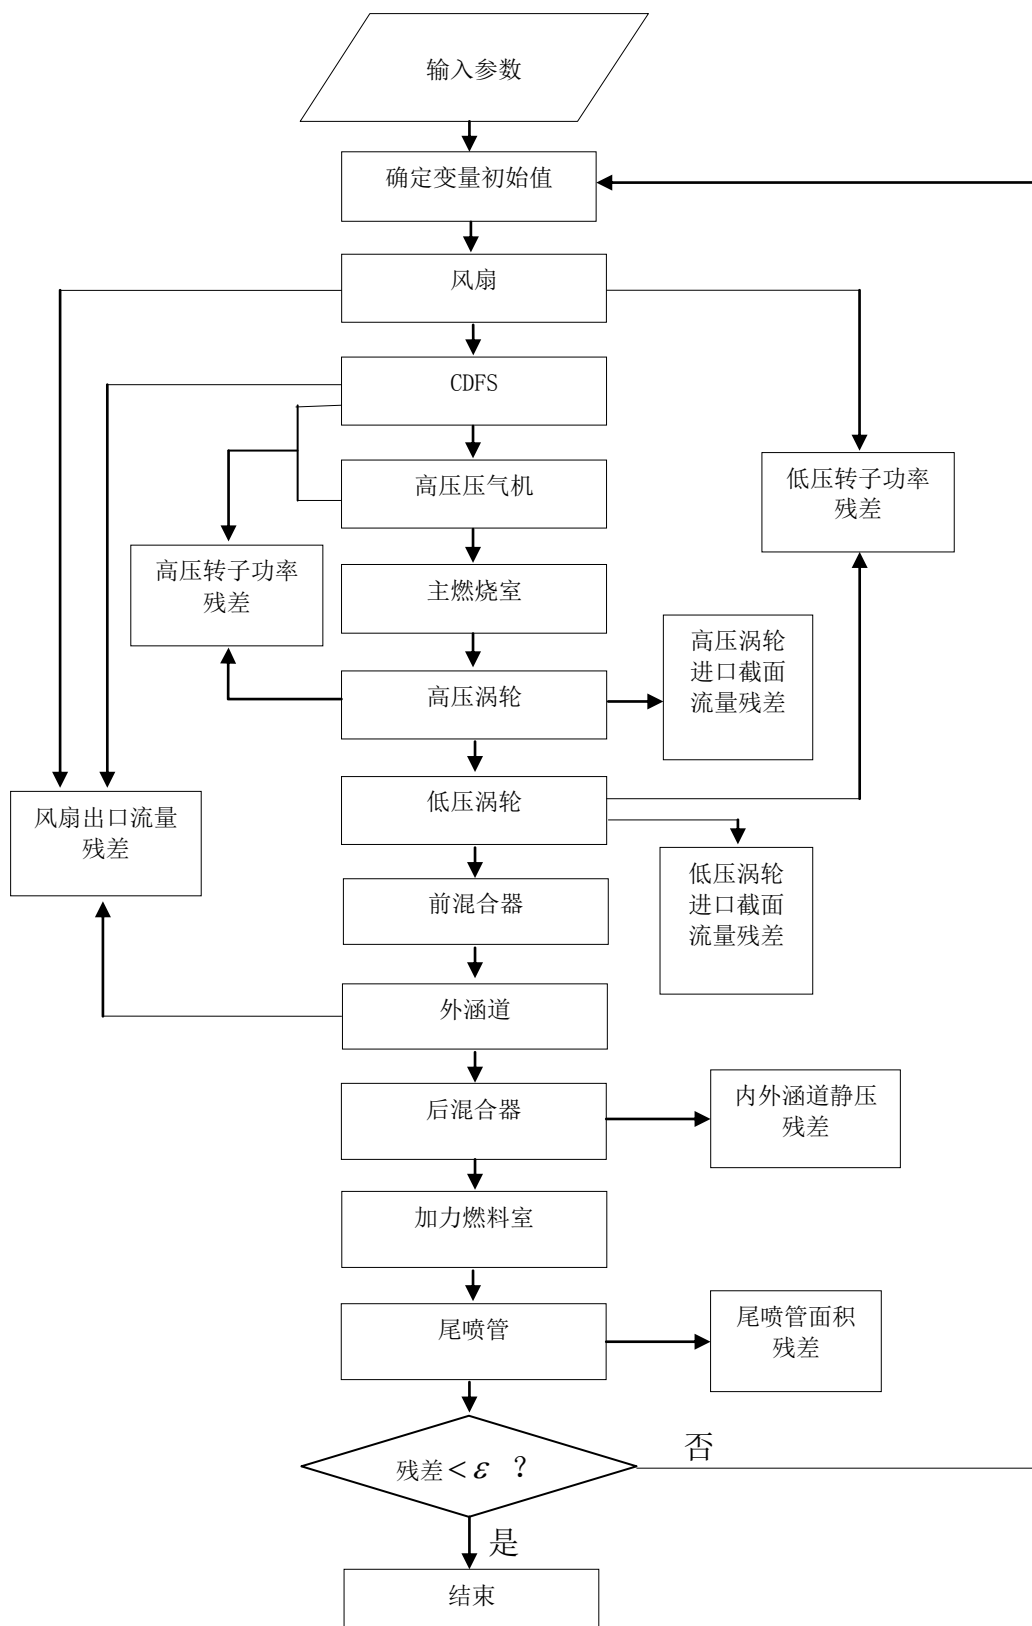 输入参数
确定变量初始值
风扇
CDFS
高压压气机
低压转子功率
残差
高压转子功率
残差
主燃烧室
高压涡轮
进口截面
流量残差
高压涡轮
低压涡轮
风扇出口流量
残差
低压涡轮
进口截面
流量残差
前混合器
外涵道
后混合器
内外涵道静压
残差
加力燃料室
尾喷管
尾喷管面积
残差
残差<ε ？
否
是
结束